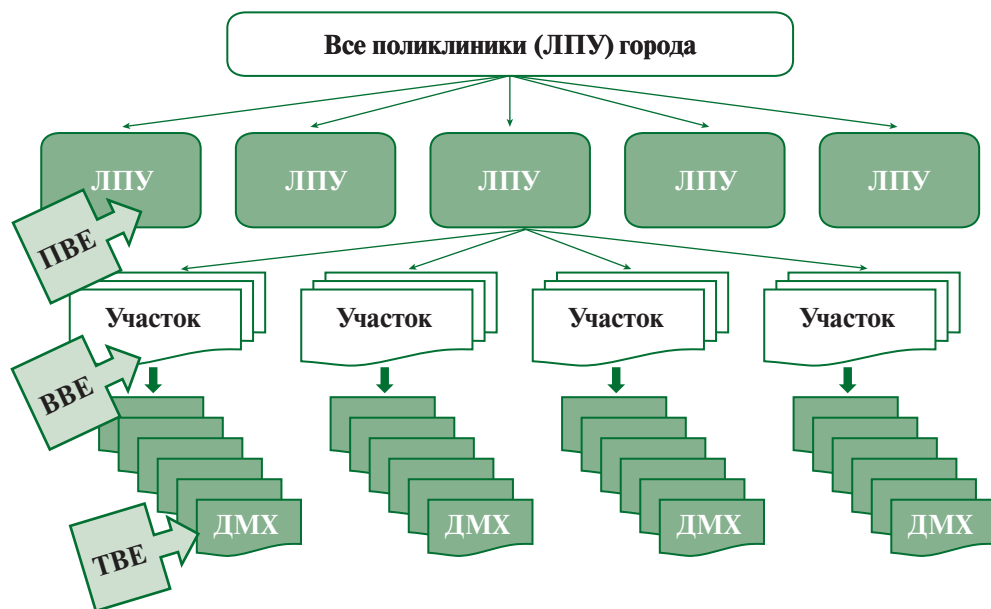 Все поликлиники (ЛПУ) города
ЛПУ ЛПУ ЛПУ ЛПУ ЛПУ
ПВЕ
Участок Участок Участок Участок
ВВЕ
ДМХ ДМХ ДМХ ДМХ
ТВЕ